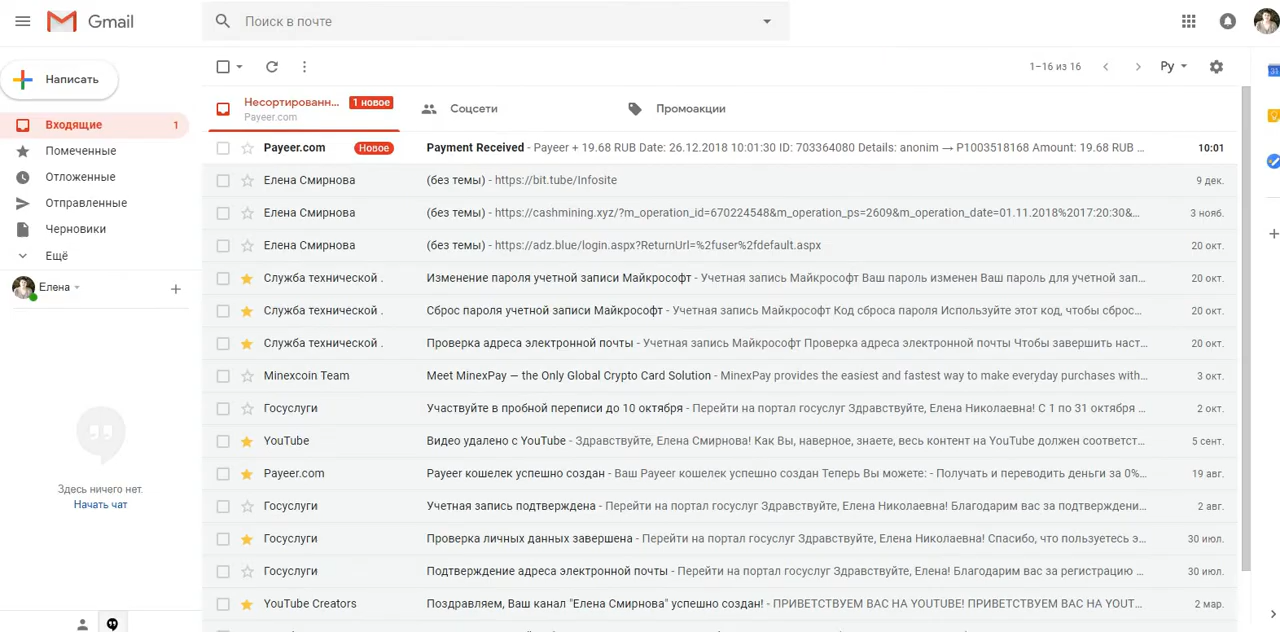 Gmail
Поиск в почте
Написать
1–16 из 16
Ру
Входящие 1
Помеченные
Отложенные
Отправленные
Черновики
Ещё
Елена
Здесь ничего нет.
Начать чат
Несортированн... 1 новое
Payeer.com
Соцсети
Промоакции
Payeer.com Новое Payment Received - Payeer + 19.68 RUB Date: 26.12.2018 10:01:30 ID: 703364080 Details: anonim → P1003518168 Amount: 19.68 RUB ... 10:01
Елена Смирнова (без темы) - https://bit.tube/Infosite 9 дек.
Елена Смирнова (без темы) - https://cashmining.xyz/?m_operation_id=670224548&m_operation_ps=2609&m_operation_date=01.11.2018%2017:20:30&... 3 нояб.
Елена Смирнова (без темы) - https://adz.blue/login.aspx?ReturnUrl=%2fuser%2fdefault.aspx 20 окт.
Служба технической . Изменение пароля учетной записи Майкрософт - Учетная запись Майкрософт Ваш пароль изменен Ваш пароль для учетной зап... 20 окт.
Служба технической . Сброс пароля учетной записи Майкрософт - Учетная запись Майкрософт Код сброса пароля Используйте этот код, чтобы сброс... 20 окт.
Служба технической . Проверка адреса электронной почты - Учетная запись Майкрософт Проверка адреса электронной почты Чтобы завершить наст... 20 окт.
Minexcoin Team Meet MinexPay — the Only Global Crypto Card Solution - MinexPay provides the easiest and fastest way to make everyday purchases with... 3 окт.
Госуслуги Участвуйте в пробной переписи до 10 октября - Перейти на портал госуслуг Здравствуйте, Елена Николаевна! С 1 по 31 октября ... 2 окт.
YouTube Видео удалено с YouTube - Здравствуйте, Елена Смирнова! Как Вы, наверное, знаете, весь контент на YouTube должен соответст... 5 сент.
Payeer.com Payeer кошелек успешно создан - Ваш Payeer кошелек успешно создан Теперь Вы можете: - Получать и переводить деньги за 0%... 19 авг.
Госуслуги Учетная запись подтверждена - Перейти на портал госуслуг Здравствуйте, Елена Николаевна! Благодарим вас за подтверждени... 2 авг.
Госуслуги Проверка личных данных завершена - Перейти на портал госуслуг Здравствуйте, Елена Николаевна! Спасибо, что пользуетесь э... 30 июл.
Госуслуги Подтверждение адреса электронной почты - Перейти на портал госуслуг Здравствуйте, Елена! Благодарим вас за регистрацию ... 30 июл.
YouTube Creators Поздравляем, Ваш канал "Елена Смирнова" успешно создан! - ПРИВЕТСТВУЕМ ВАС НА YOUTUBE! ПРИВЕТСТВУЕМ ВАС НА YOUT... 2 мар.